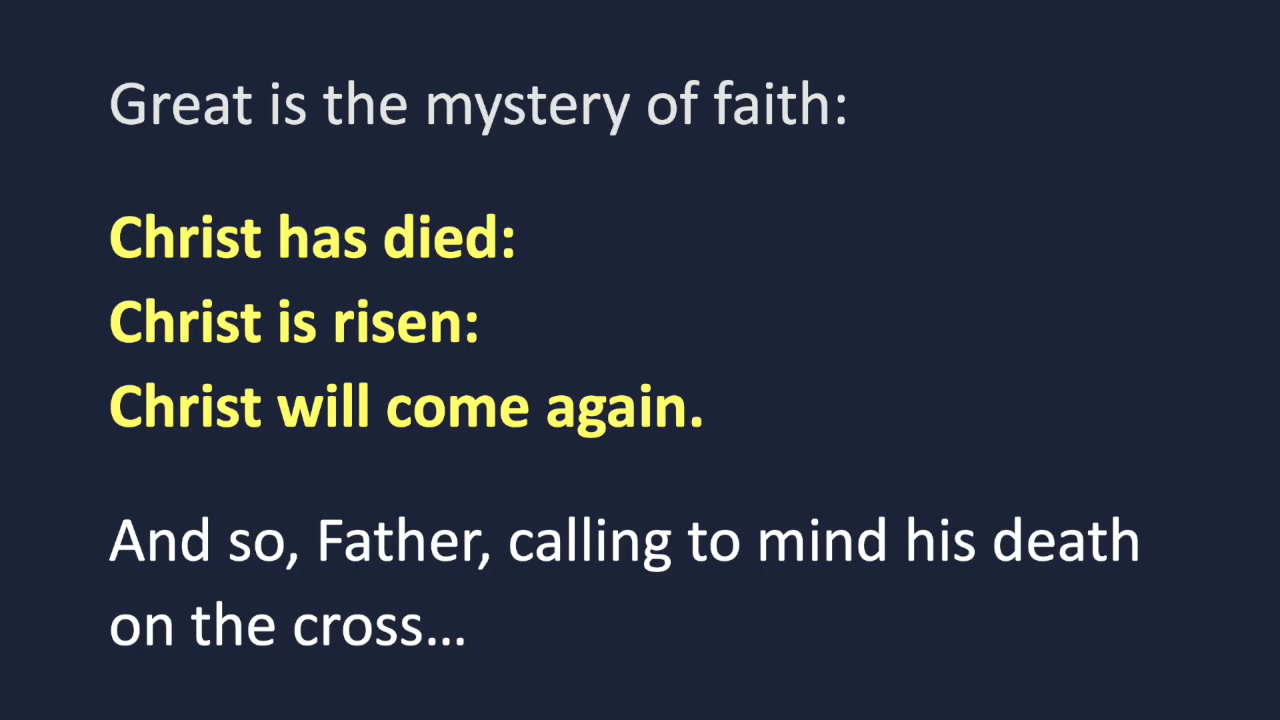 Great is the mystery of faith:
Christ has died:
Christ is risen:
Christ will come again.
And so, Father, calling to mind his death
on the cross…